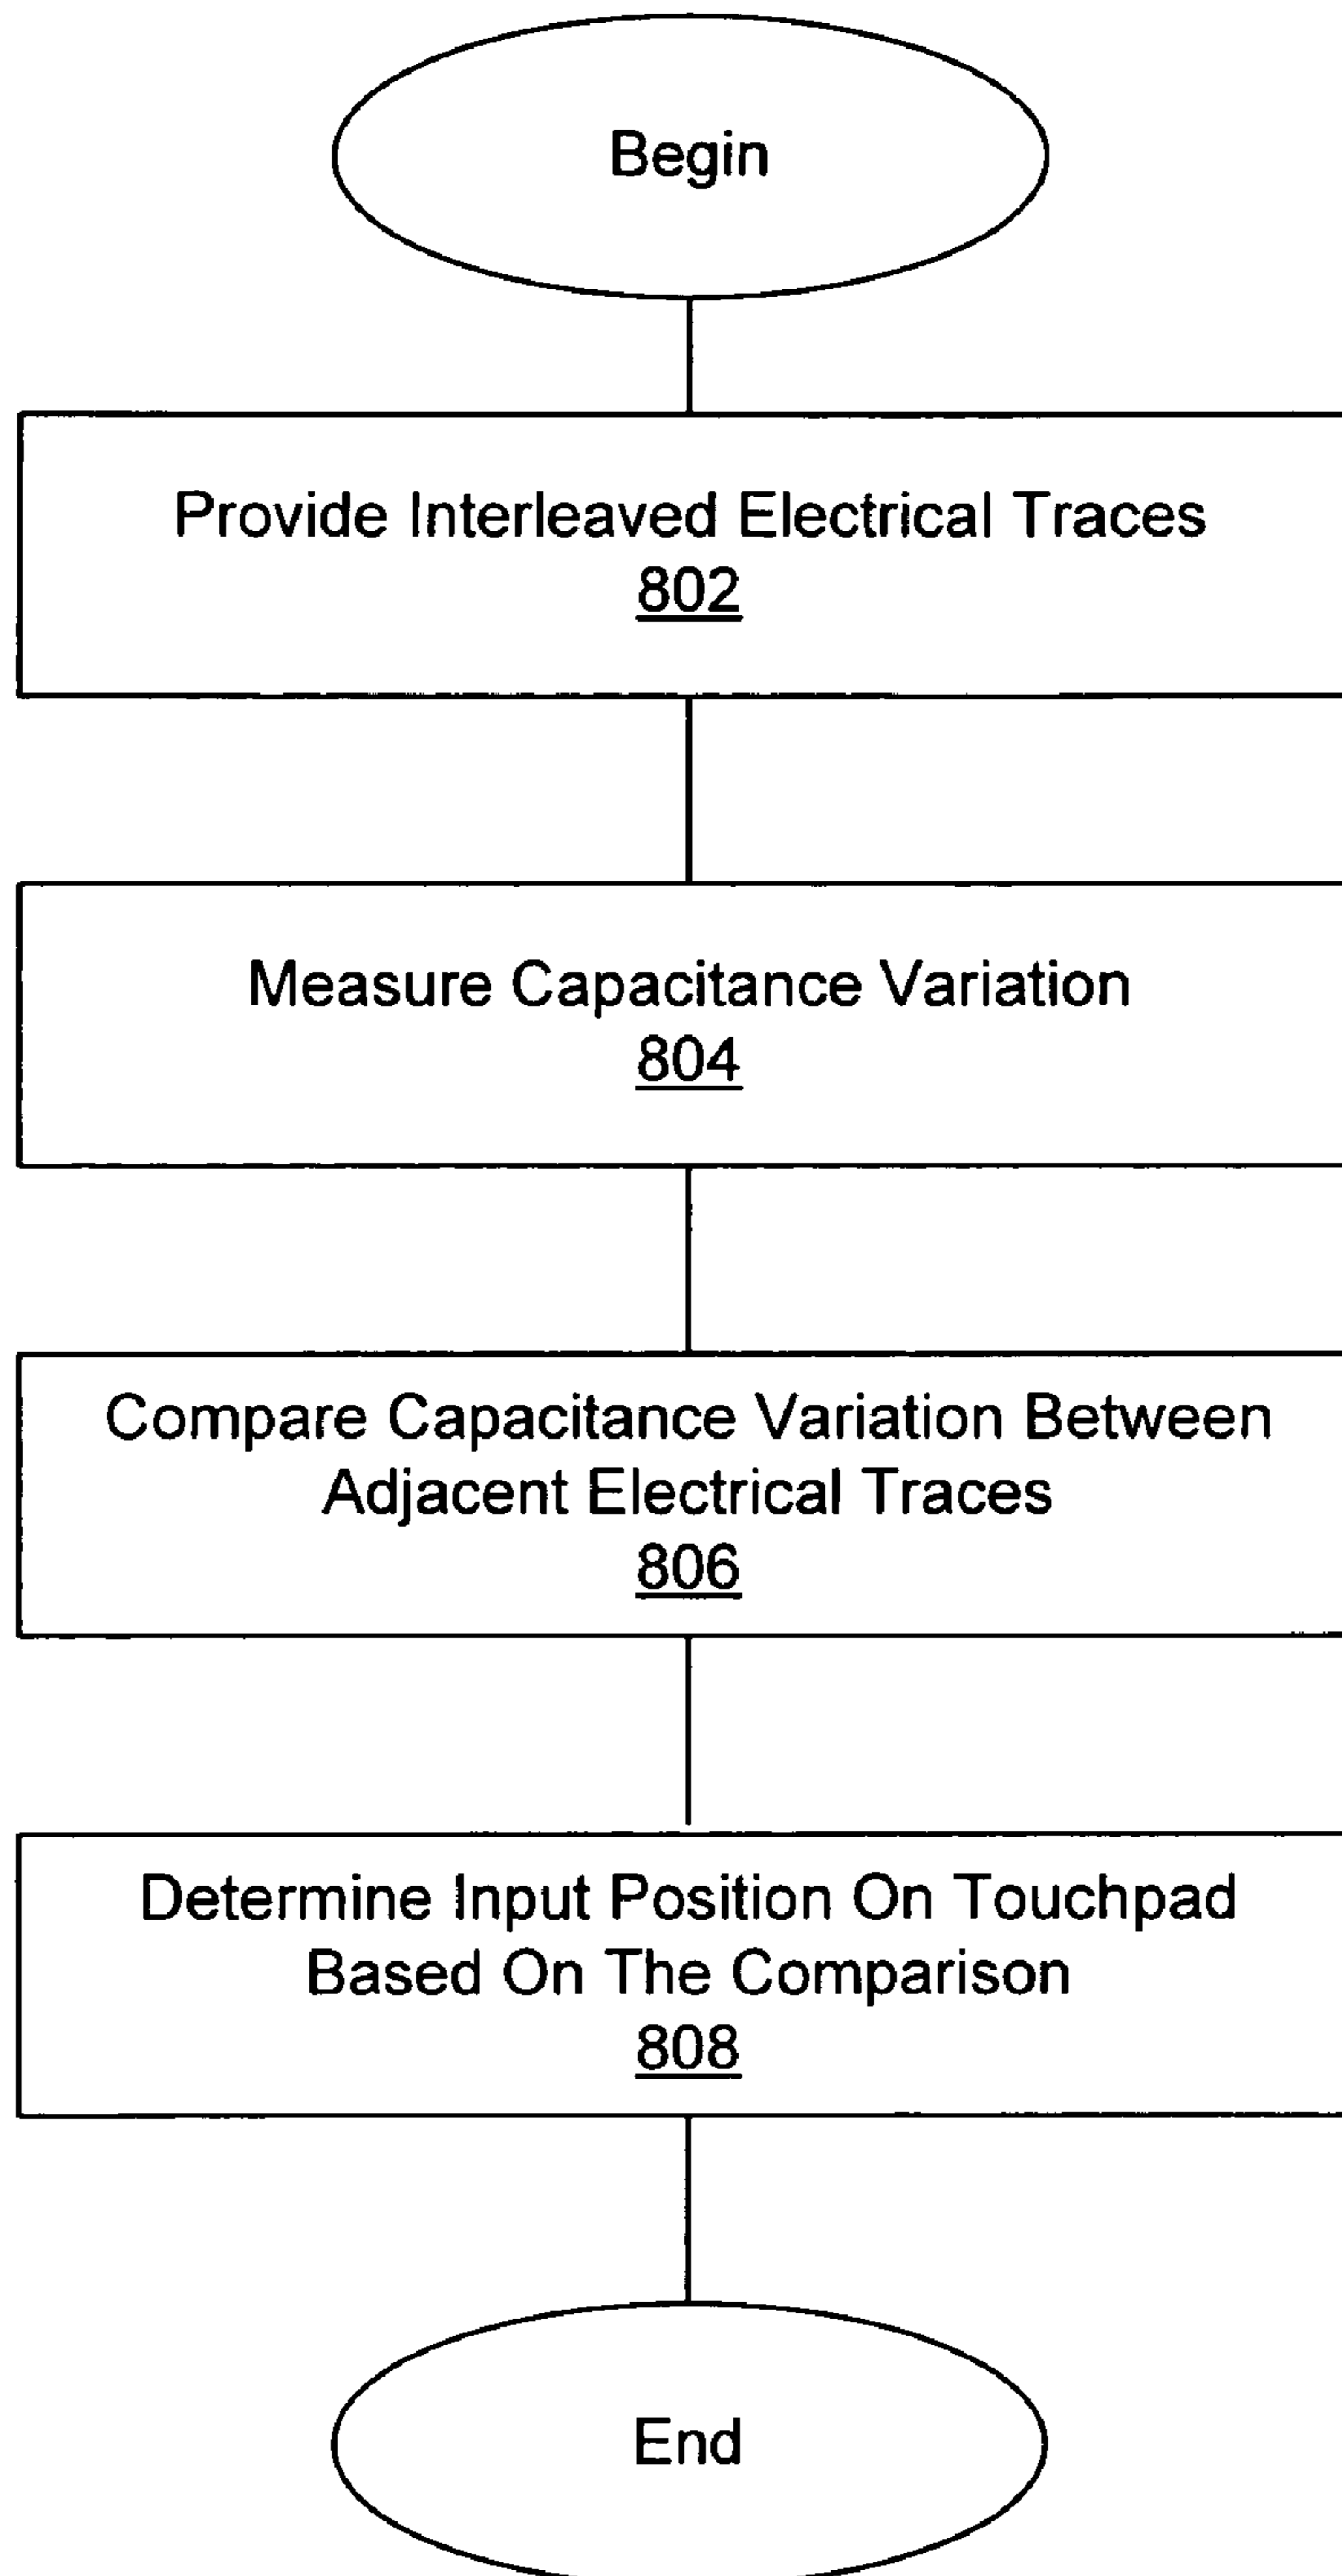 Begin
Provide Interleaved Electrical Traces
802
Measure Capacitance Variation
804
Compare Capacitance Variation Between
Adjacent Electrical Traces
806
Determine Input Position On Touchpad
Based On The Comparison
808
End